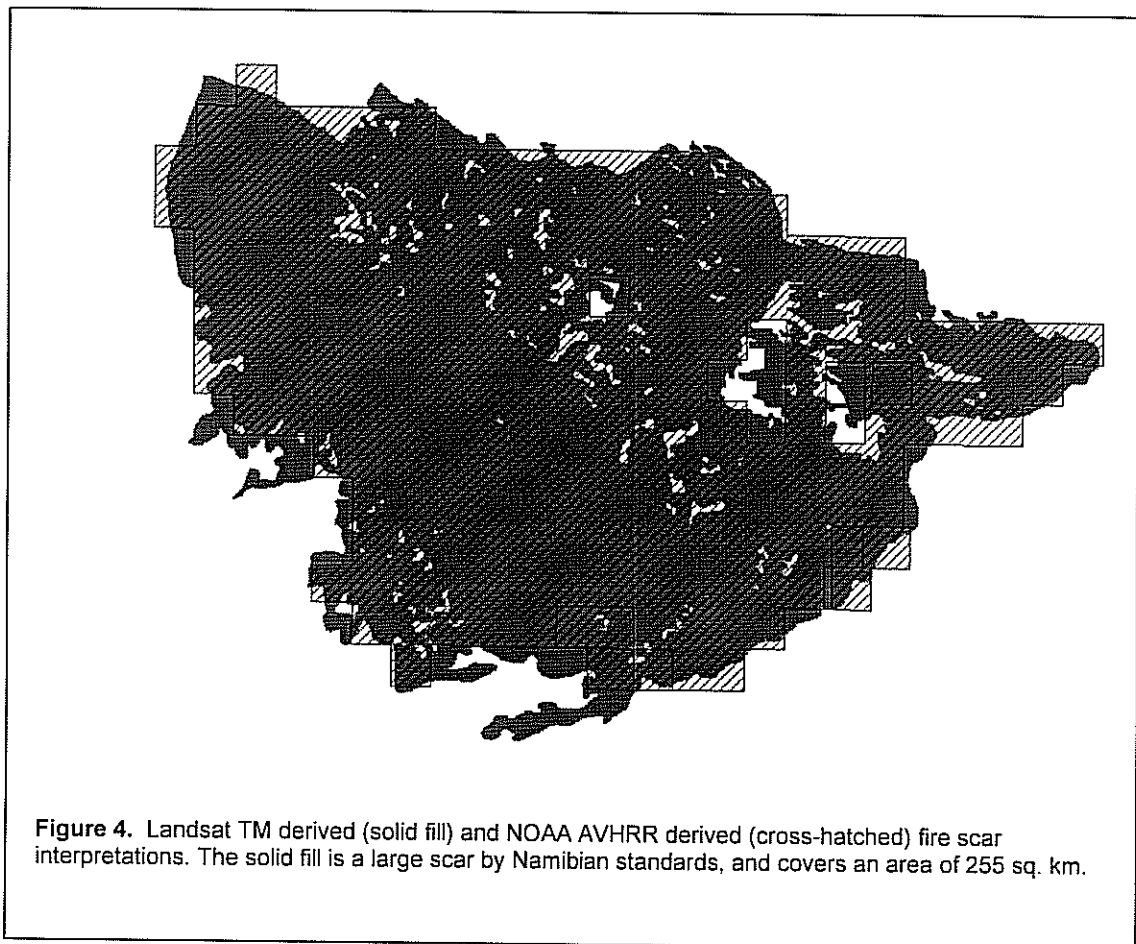 Figure 4. Landsat TM derived (solid fill) and NOAA AVHRR derived (cross-hatched) fire scar
interpretations. The solid fill is a large scar by Namibian standards, and covers an area of 255 sq. km.